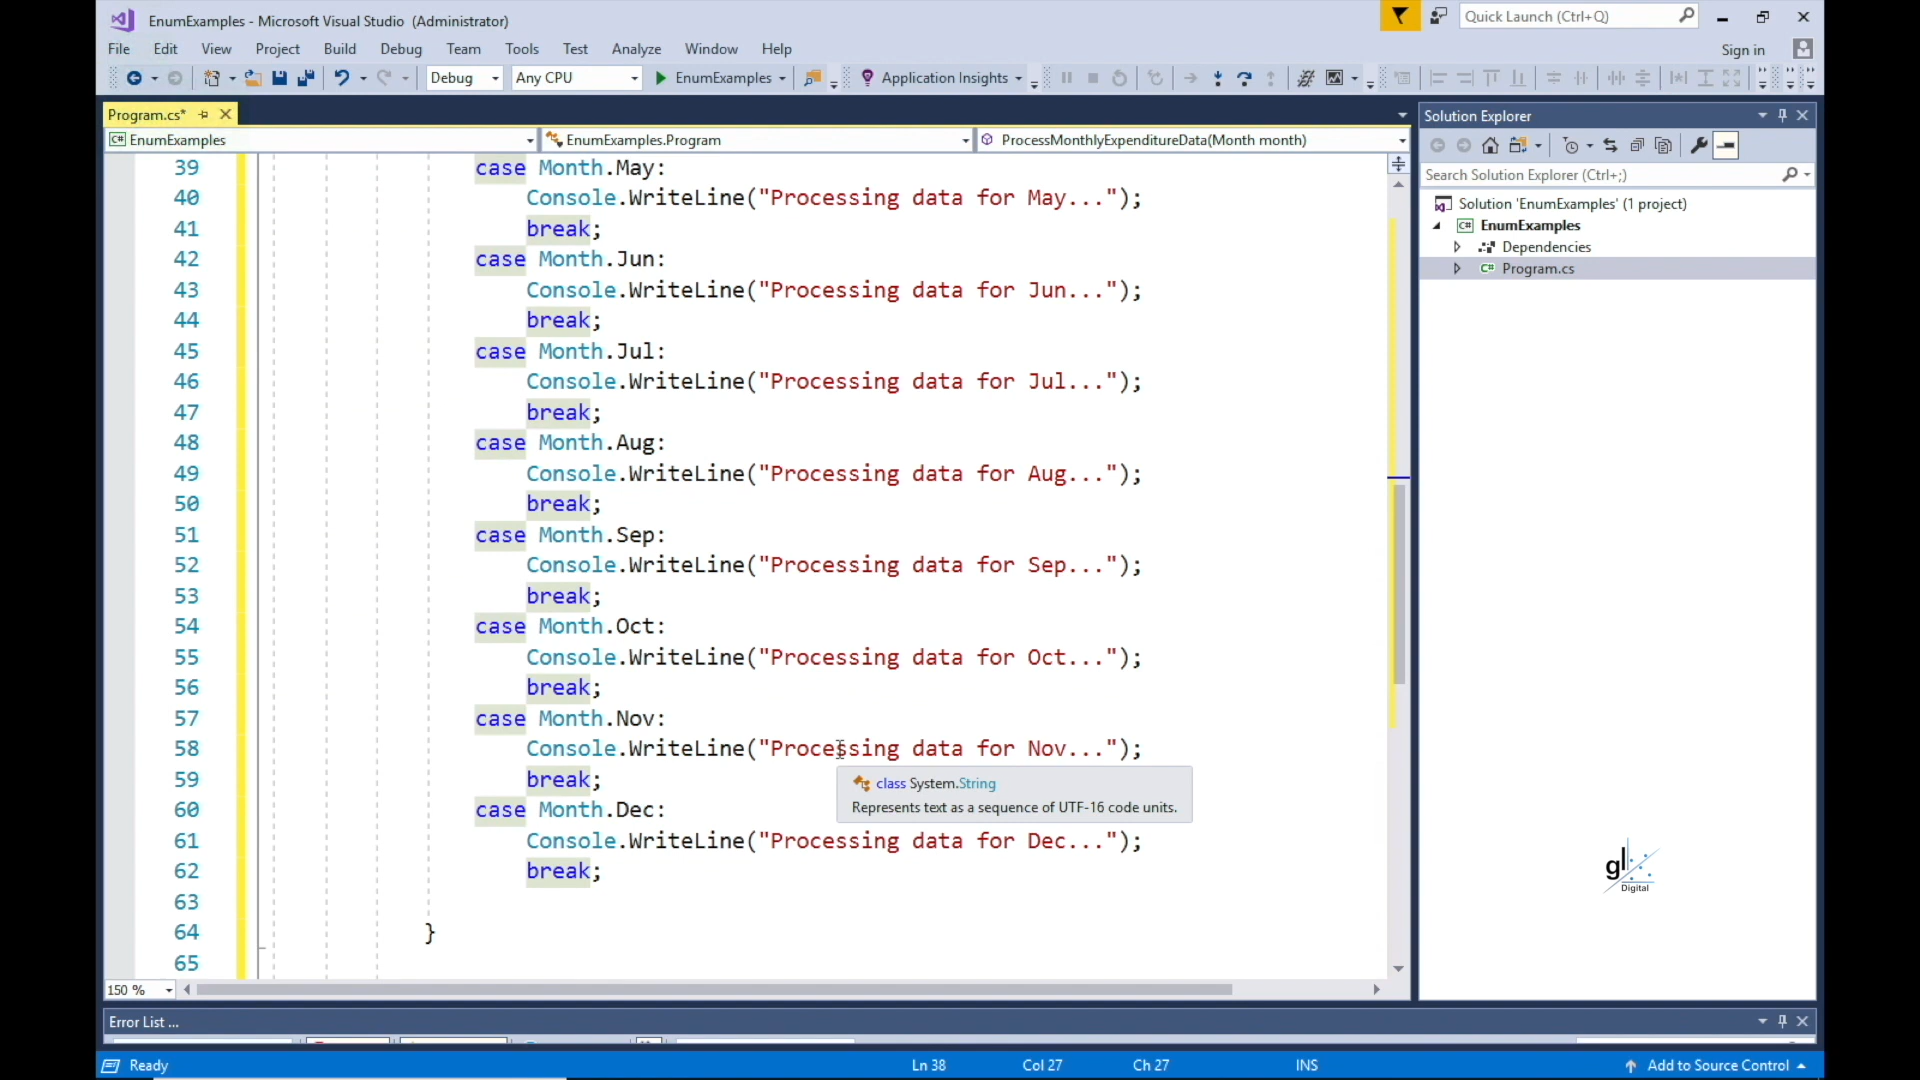 EnumExamples - Microsoft Visual Studio (Administrator)
Quick Launch (Ctrl+Q)
File Edit View Project Build Debug Team Tools Test Analyze Window Help
Sign in
Debug Any CPU EnumExamples Application Insights
Program.cs*
EnumExamples EnumExamples.Program ProcessMonthlyExpenditureData(Month month)
39 case Month.May:
40 Console.WriteLine("Processing data for May...");
41 break;
42 case Month.Jun:
43 Console.WriteLine("Processing data for Jun...");
44 break;
45 case Month.Jul:
46 Console.WriteLine("Processing data for Jul...");
47 break;
48 case Month.Aug:
49 Console.WriteLine("Processing data for Aug...");
50 break;
51 case Month.Sep:
52 Console.WriteLine("Processing data for Sep...");
53 break;
54 case Month.Oct:
55 Console.WriteLine("Processing data for Oct...");
56 break;
57 case Month.Nov:
58 Console.WriteLine("Processing data for Nov...");
59 break;
class System.String
Represents text as a sequence of UTF-16 code units.
60 case Month.Dec:
61 Console.WriteLine("Processing data for Dec...");
62 break;
63
64 }
65
150 %
Solution Explorer
Search Solution Explorer (Ctrl+;)
Solution 'EnumExamples' (1 project)
C# EnumExamples
Dependencies
C# Program.cs
gl
Digital
Error List ...
Ready Ln 38 Col 27 Ch 27 INS Add to Source Control